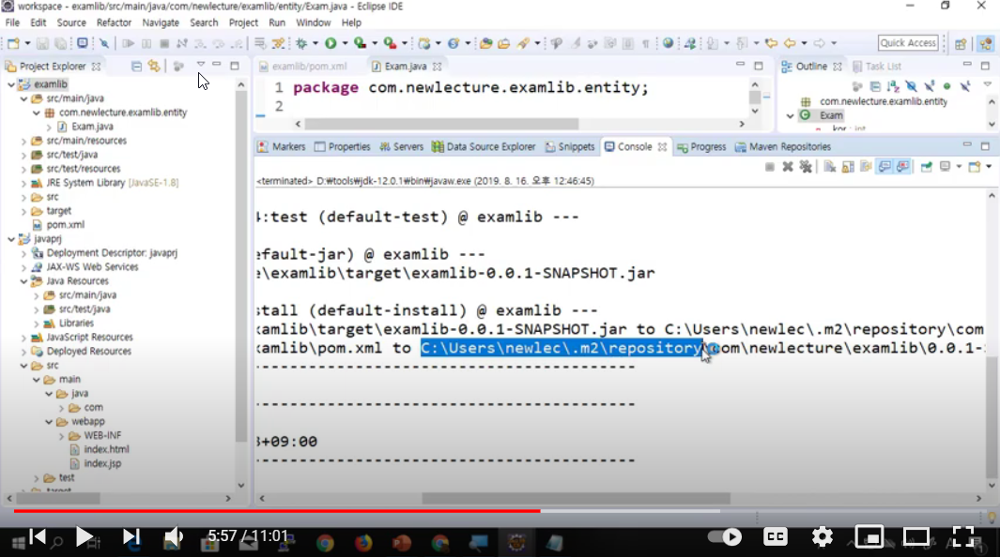 workspace - examlib/src/main/java/com/newlecture/examlib/entity/Exam.java - Eclipse IDE
File Edit Source Refactor Navigate Search Project Run Window Help
Quick Access
Project Explorer
examlib
src/main/java
com.newlecture.examlib.entity
Exam.java
src/main/resources
src/test/java
src/test/resources
JRE System Library [JavaSE-1.8]
src
target
pom.xml
javaprj
Deployment Descriptor: javaprj
JAX-WS Web Services
Java Resources
src/main/java
src/test/java
Libraries
JavaScript Resources
Deployed Resources
src
main
java
com
webapp
WEB-INF
index.html
index.jsp
test
target
examlib/pom.xml Exam.java
1 package com.newlecture.examlib.entity;
2
Outline Task List
com.newlecture.examlib.entity
Exam
kor : int
Markers Properties Servers Data Source Explorer Snippets Console Progress Maven Repositories
<terminated> D:₩tools₩jdk-12.0.1₩bin₩javaw.exe (2019. 8. 16. 오후 12:46:45)
4:test (default-test) @ examlib ---
efault-jar) @ examlib ---
e\examlib\target\examlib-0.0.1-SNAPSHOT.jar
stall (default-install) @ examlib ---
xamlib\target\examlib-0.0.1-SNAPSHOT.jar to C:\Users\newlec\.m2\repository\com
xamlib\pom.xml to C:\Users\newlec\.m2\repository\com\newlecture\examlib\0.0.1-
------------------------------------------
------------------------------------------
+09:00
------------------------------------------
5:57 / 11:01
CC